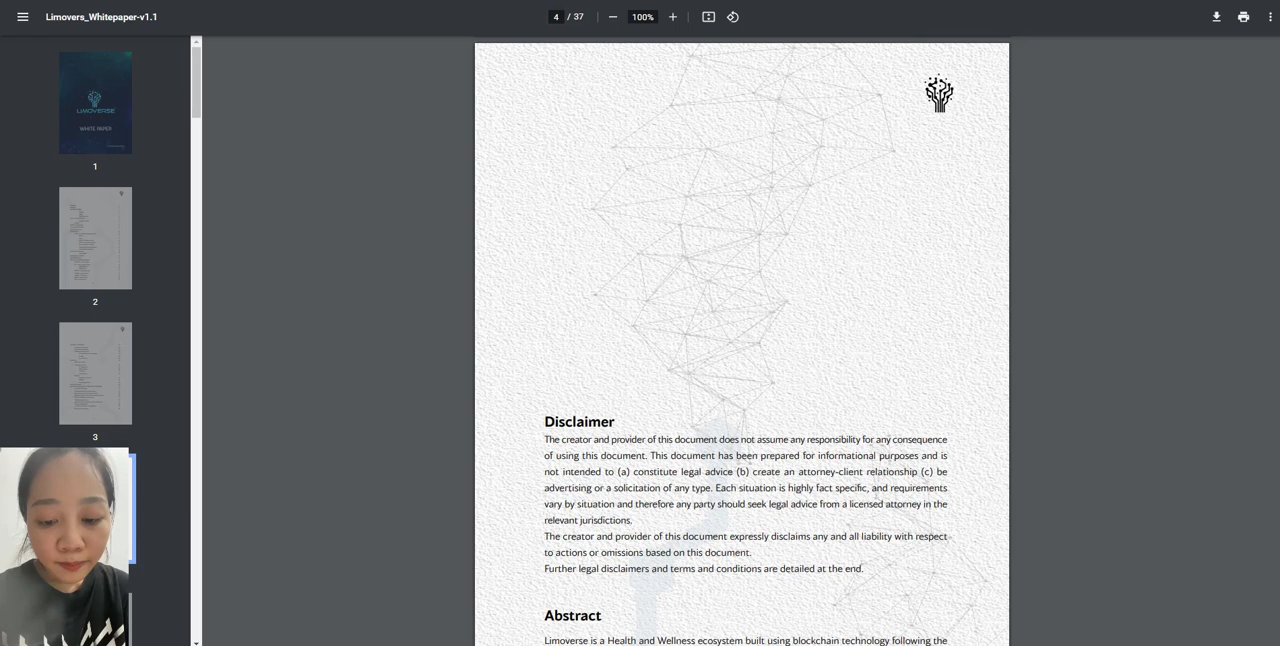 Limovers_Whitepaper-v1.1
4 / 37
100%
LIMOVERSE
WHITE PAPER
1
2
3
Disclaimer
The creator and provider of this document does not assume any responsibility for any consequence
of using this document. This document has been prepared for informational purposes and is
not intended to (a) constitute legal advice (b) create an attorney-client relationship (c) be
advertising or a solicitation of any type. Each situation is highly fact specific, and requirements
vary by situation and therefore any party should seek legal advice from a licensed attorney in the
relevant jurisdictions.
The creator and provider of this document expressly disclaims any and all liability with respect
to actions or omissions based on this document.
Further legal disclaimers and terms and conditions are detailed at the end.
Abstract
Limoverse is a Health and Wellness ecosystem built using blockchain technology following the